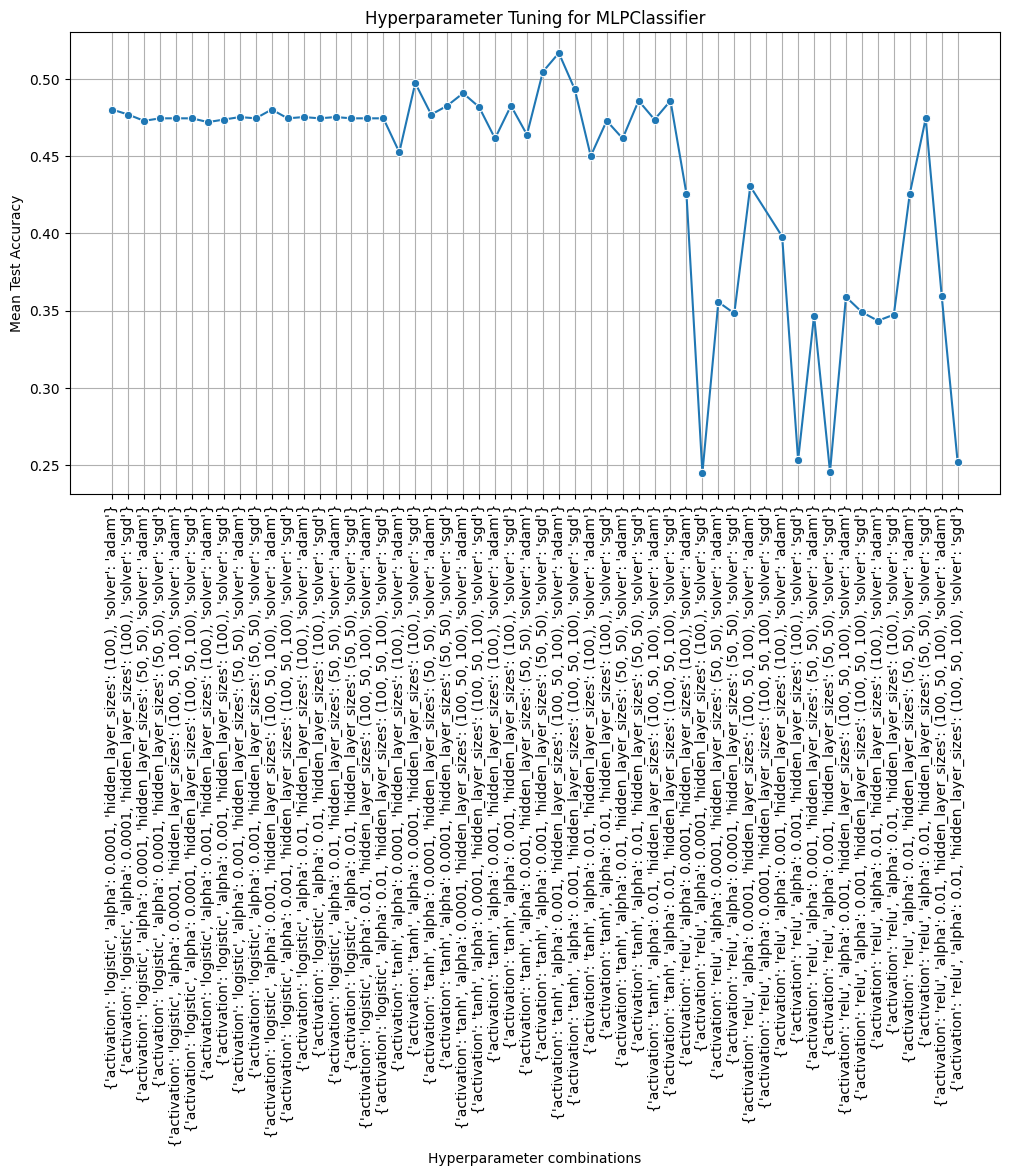 Hyperparameter Tuning for MLPClassifier
Mean Test Accuracy
0.50
0.45
0.40
0.35
0.30
0.25
{'activation': 'logistic', 'alpha': 0.0001, 'hidden_layer_sizes': (100,), 'solver': 'adam'}
{'activation': 'logistic', 'alpha': 0.0001, 'hidden_layer_sizes': (100,), 'solver': 'sgd'}
{'activation': 'logistic', 'alpha': 0.0001, 'hidden_layer_sizes': (50, 50), 'solver': 'adam'}
{'activation': 'logistic', 'alpha': 0.0001, 'hidden_layer_sizes': (50, 50), 'solver': 'sgd'}
{'activation': 'logistic', 'alpha': 0.0001, 'hidden_layer_sizes': (100, 50, 100), 'solver': 'adam'}
{'activation': 'logistic', 'alpha': 0.0001, 'hidden_layer_sizes': (100, 50, 100), 'solver': 'sgd'}
{'activation': 'logistic', 'alpha': 0.001, 'hidden_layer_sizes': (100,), 'solver': 'adam'}
{'activation': 'logistic', 'alpha': 0.001, 'hidden_layer_sizes': (100,), 'solver': 'sgd'}
{'activation': 'logistic', 'alpha': 0.001, 'hidden_layer_sizes': (50, 50), 'solver': 'adam'}
{'activation': 'logistic', 'alpha': 0.001, 'hidden_layer_sizes': (50, 50), 'solver': 'sgd'}
{'activation': 'logistic', 'alpha': 0.001, 'hidden_layer_sizes': (100, 50, 100), 'solver': 'adam'}
{'activation': 'logistic', 'alpha': 0.001, 'hidden_layer_sizes': (100, 50, 100), 'solver': 'sgd'}
{'activation': 'logistic', 'alpha': 0.01, 'hidden_layer_sizes': (100,), 'solver': 'adam'}
{'activation': 'logistic', 'alpha': 0.01, 'hidden_layer_sizes': (100,), 'solver': 'sgd'}
{'activation': 'logistic', 'alpha': 0.01, 'hidden_layer_sizes': (50, 50), 'solver': 'adam'}
{'activation': 'logistic', 'alpha': 0.01, 'hidden_layer_sizes': (50, 50), 'solver': 'sgd'}
{'activation': 'logistic', 'alpha': 0.01, 'hidden_layer_sizes': (100, 50, 100), 'solver': 'adam'}
{'activation': 'logistic', 'alpha': 0.01, 'hidden_layer_sizes': (100, 50, 100), 'solver': 'sgd'}
{'activation': 'tanh', 'alpha': 0.0001, 'hidden_layer_sizes': (100,), 'solver': 'adam'}
{'activation': 'tanh', 'alpha': 0.0001, 'hidden_layer_sizes': (100,), 'solver': 'sgd'}
{'activation': 'tanh', 'alpha': 0.0001, 'hidden_layer_sizes': (50, 50), 'solver': 'adam'}
{'activation': 'tanh', 'alpha': 0.0001, 'hidden_layer_sizes': (50, 50), 'solver': 'sgd'}
{'activation': 'tanh', 'alpha': 0.0001, 'hidden_layer_sizes': (100, 50, 100), 'solver': 'adam'}
{'activation': 'tanh', 'alpha': 0.0001, 'hidden_layer_sizes': (100, 50, 100), 'solver': 'sgd'}
{'activation': 'tanh', 'alpha': 0.001, 'hidden_layer_sizes': (100,), 'solver': 'adam'}
{'activation': 'tanh', 'alpha': 0.001, 'hidden_layer_sizes': (100,), 'solver': 'sgd'}
{'activation': 'tanh', 'alpha': 0.001, 'hidden_layer_sizes': (50, 50), 'solver': 'adam'}
{'activation': 'tanh', 'alpha': 0.001, 'hidden_layer_sizes': (50, 50), 'solver': 'sgd'}
{'activation': 'tanh', 'alpha': 0.001, 'hidden_layer_sizes': (100, 50, 100), 'solver': 'adam'}
{'activation': 'tanh', 'alpha': 0.001, 'hidden_layer_sizes': (100, 50, 100), 'solver': 'sgd'}
{'activation': 'tanh', 'alpha': 0.01, 'hidden_layer_sizes': (100,), 'solver': 'adam'}
{'activation': 'tanh', 'alpha': 0.01, 'hidden_layer_sizes': (100,), 'solver': 'sgd'}
{'activation': 'tanh', 'alpha': 0.01, 'hidden_layer_sizes': (50, 50), 'solver': 'adam'}
{'activation': 'tanh', 'alpha': 0.01, 'hidden_layer_sizes': (50, 50), 'solver': 'sgd'}
{'activation': 'tanh', 'alpha': 0.01, 'hidden_layer_sizes': (100, 50, 100), 'solver': 'adam'}
{'activation': 'tanh', 'alpha': 0.01, 'hidden_layer_sizes': (100, 50, 100), 'solver': 'sgd'}
{'activation': 'relu', 'alpha': 0.0001, 'hidden_layer_sizes': (100,), 'solver': 'adam'}
{'activation': 'relu', 'alpha': 0.0001, 'hidden_layer_sizes': (100,), 'solver': 'sgd'}
{'activation': 'relu', 'alpha': 0.0001, 'hidden_layer_sizes': (50, 50), 'solver': 'adam'}
{'activation': 'relu', 'alpha': 0.0001, 'hidden_layer_sizes': (50, 50), 'solver': 'sgd'}
{'activation': 'relu', 'alpha': 0.0001, 'hidden_layer_sizes': (100, 50, 100), 'solver': 'adam'}
{'activation': 'relu', 'alpha': 0.0001, 'hidden_layer_sizes': (100, 50, 100), 'solver': 'sgd'}
{'activation': 'relu', 'alpha': 0.001, 'hidden_layer_sizes': (100,), 'solver': 'adam'}
{'activation': 'relu', 'alpha': 0.001, 'hidden_layer_sizes': (100,), 'solver': 'sgd'}
{'activation': 'relu', 'alpha': 0.001, 'hidden_layer_sizes': (50, 50), 'solver': 'adam'}
{'activation': 'relu', 'alpha': 0.001, 'hidden_layer_sizes': (50, 50), 'solver': 'sgd'}
{'activation': 'relu', 'alpha': 0.001, 'hidden_layer_sizes': (100, 50, 100), 'solver': 'adam'}
{'activation': 'relu', 'alpha': 0.001, 'hidden_layer_sizes': (100, 50, 100), 'solver': 'sgd'}
{'activation': 'relu', 'alpha': 0.01, 'hidden_layer_sizes': (100,), 'solver': 'adam'}
{'activation': 'relu', 'alpha': 0.01, 'hidden_layer_sizes': (100,), 'solver': 'sgd'}
{'activation': 'relu', 'alpha': 0.01, 'hidden_layer_sizes': (50, 50), 'solver': 'adam'}
{'activation': 'relu', 'alpha': 0.01, 'hidden_layer_sizes': (50, 50), 'solver': 'sgd'}
{'activation': 'relu', 'alpha': 0.01, 'hidden_layer_sizes': (100, 50, 100), 'solver': 'adam'}
{'activation': 'relu', 'alpha': 0.01, 'hidden_layer_sizes': (100, 50, 100), 'solver': 'sgd'}
Hyperparameter combinations